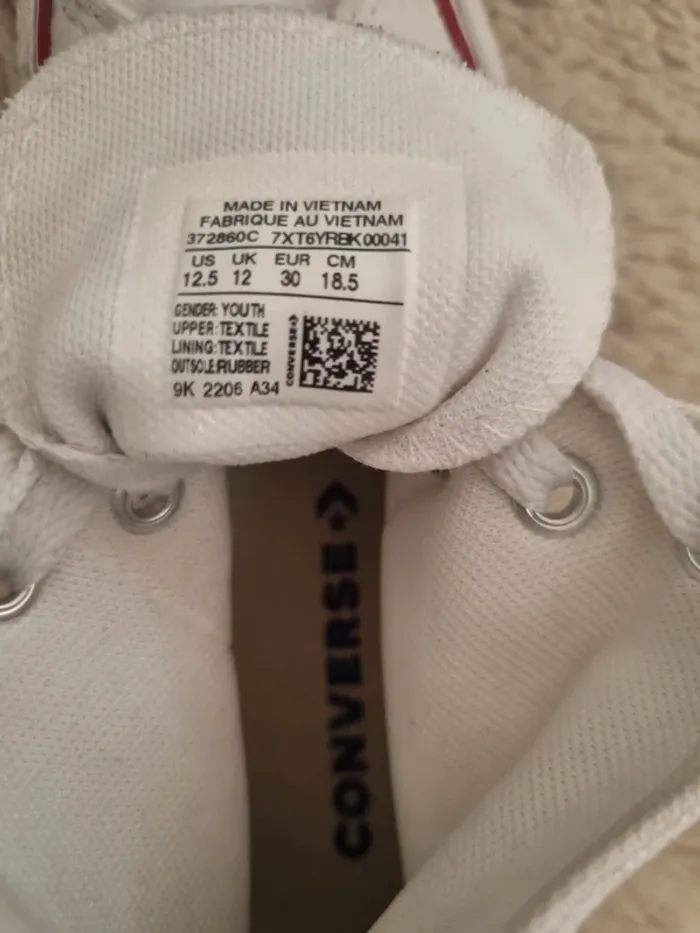 MADE IN VIETNAM
FABRIQUE AU VIETNAM
372860C 7XT6YRBK00041
US UK EUR CM
12.5 12 30 18.5
GENDER: YOUTH
UPPER:TEXTILE
LINING:TEXTILE
OUTSOLE:RUBBER
9K 2206 A34
CONVERSE
CONVERSE